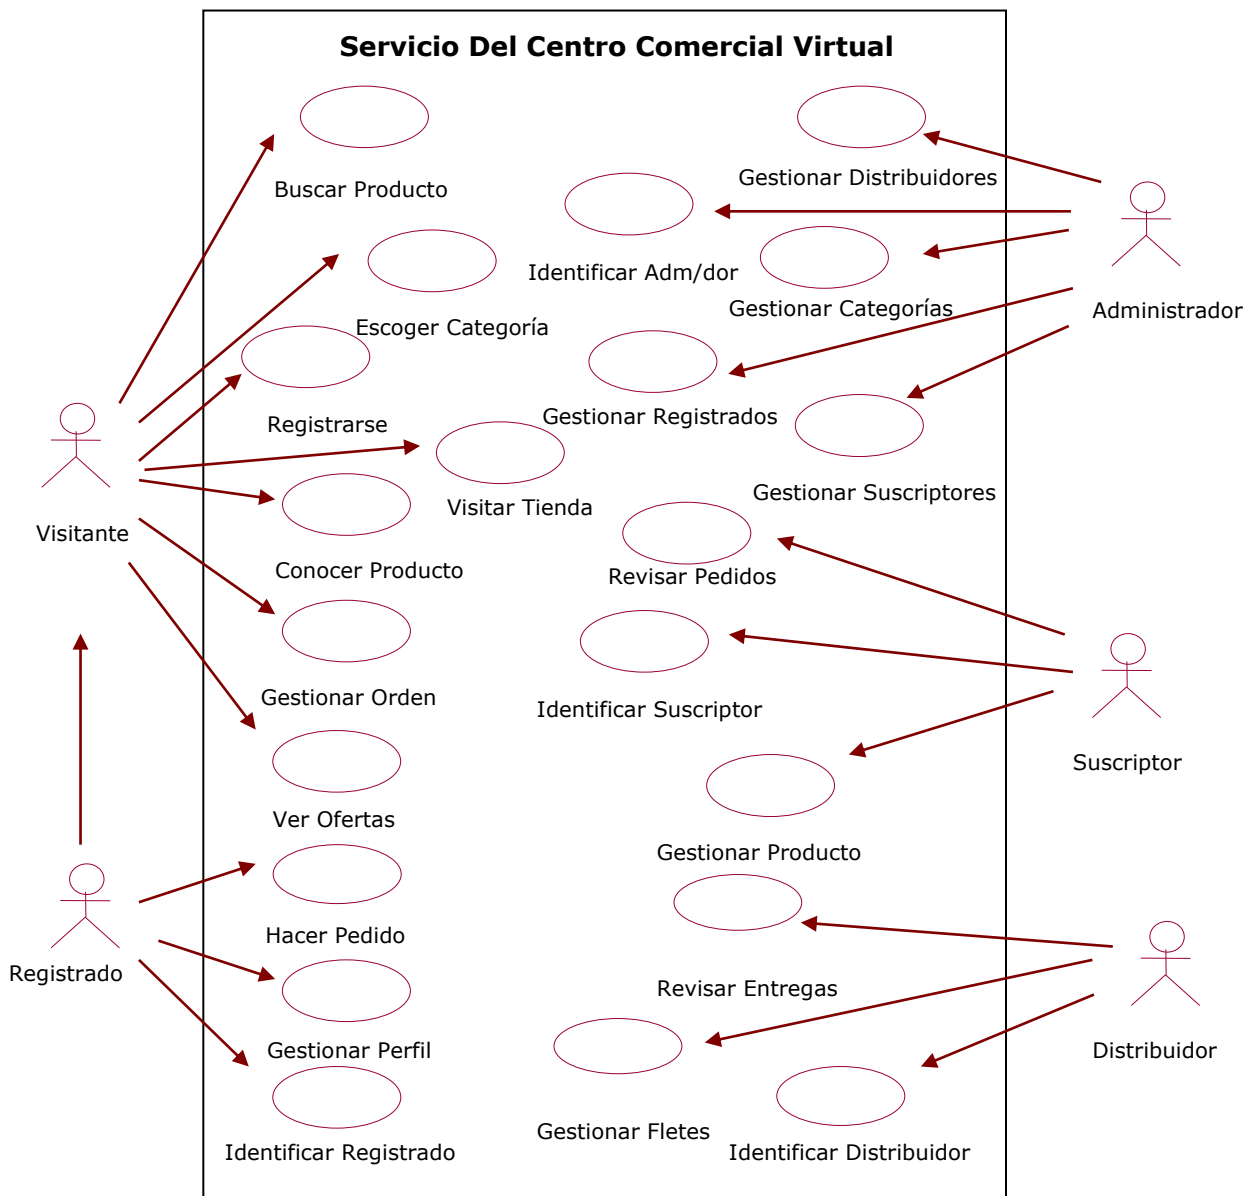 Servicio Del Centro Comercial Virtual
Buscar Producto
Gestionar Distribuidores
Identificar Adm/dor
Gestionar Categorías
Administrador
Escoger Categoría
Gestionar Registrados
Registrarse
Gestionar Suscriptores
Visitar Tienda
Visitante
Conocer Producto
Revisar Pedidos
Gestionar Orden
Identificar Suscriptor
Suscriptor
Ver Ofertas
Gestionar Producto
Hacer Pedido
Registrado
Revisar Entregas
Gestionar Perfil
Distribuidor
Gestionar Fletes
Identificar Registrado
Identificar Distribuidor